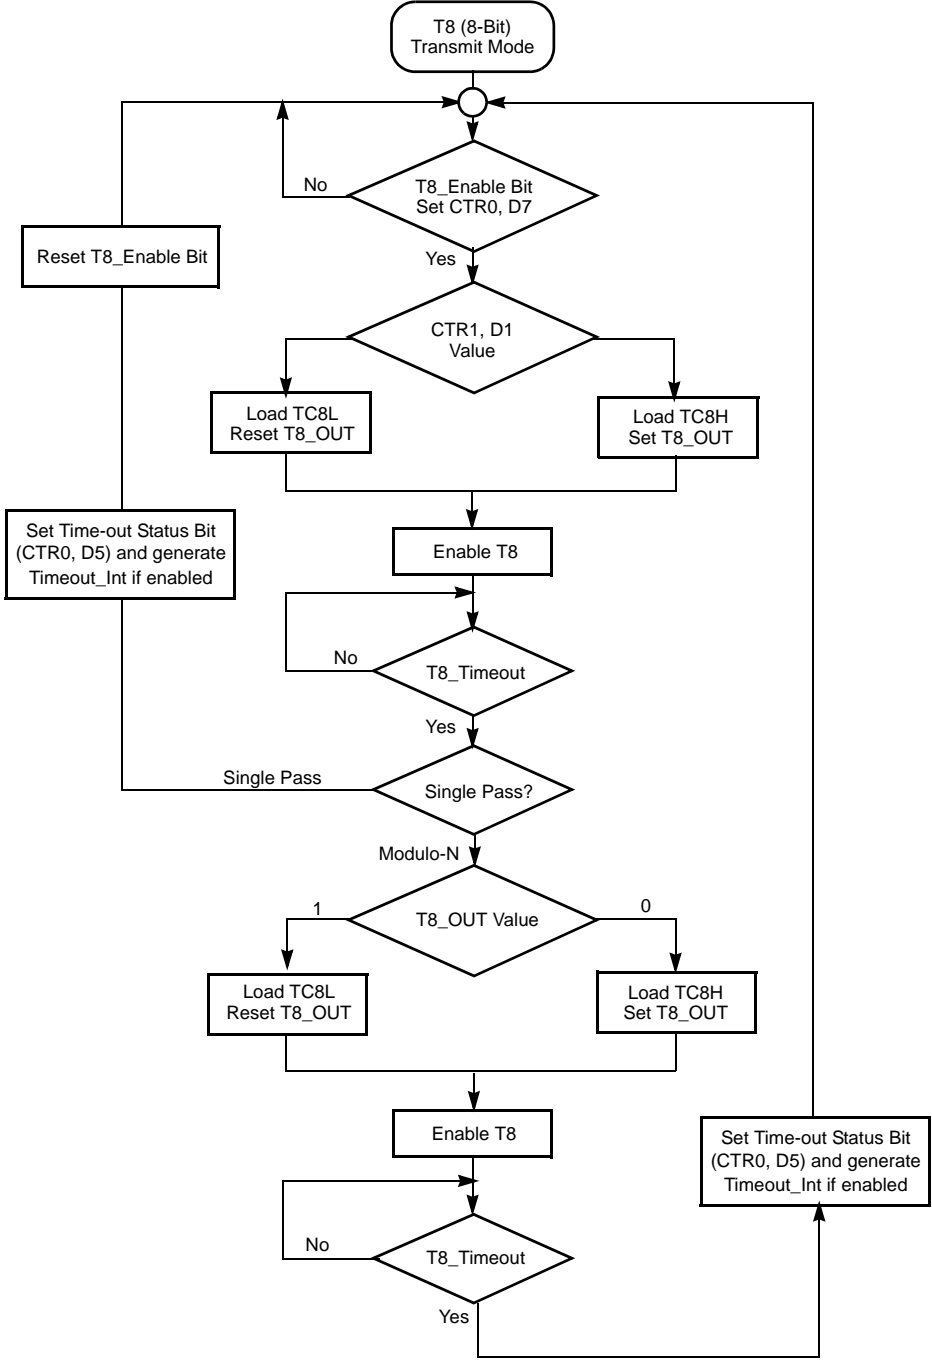 T8 (8-Bit)
Transmit Mode
No
T8_Enable Bit
Set CTR0, D7
Yes
Reset T8_Enable Bit
CTR1, D1
Value
Load TC8L
Reset T8_OUT
Load TC8H
Set T8_OUT
Set Time-out Status Bit
(CTR0, D5) and generate
Timeout_Int if enabled
Enable T8
No
T8_Timeout
Yes
Single Pass
Single Pass?
Modulo-N
1
T8_OUT Value
0
Load TC8L
Reset T8_OUT
Load TC8H
Set T8_OUT
Enable T8
Set Time-out Status Bit
(CTR0, D5) and generate
Timeout_Int if enabled
No
T8_Timeout
Yes